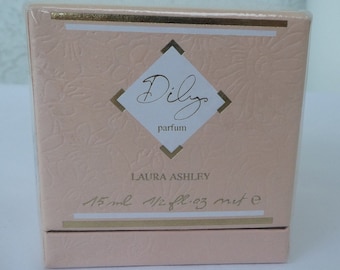 Dilys
parfum
LAURA ASHLEY
15 ml 1/2 fl·oz net e